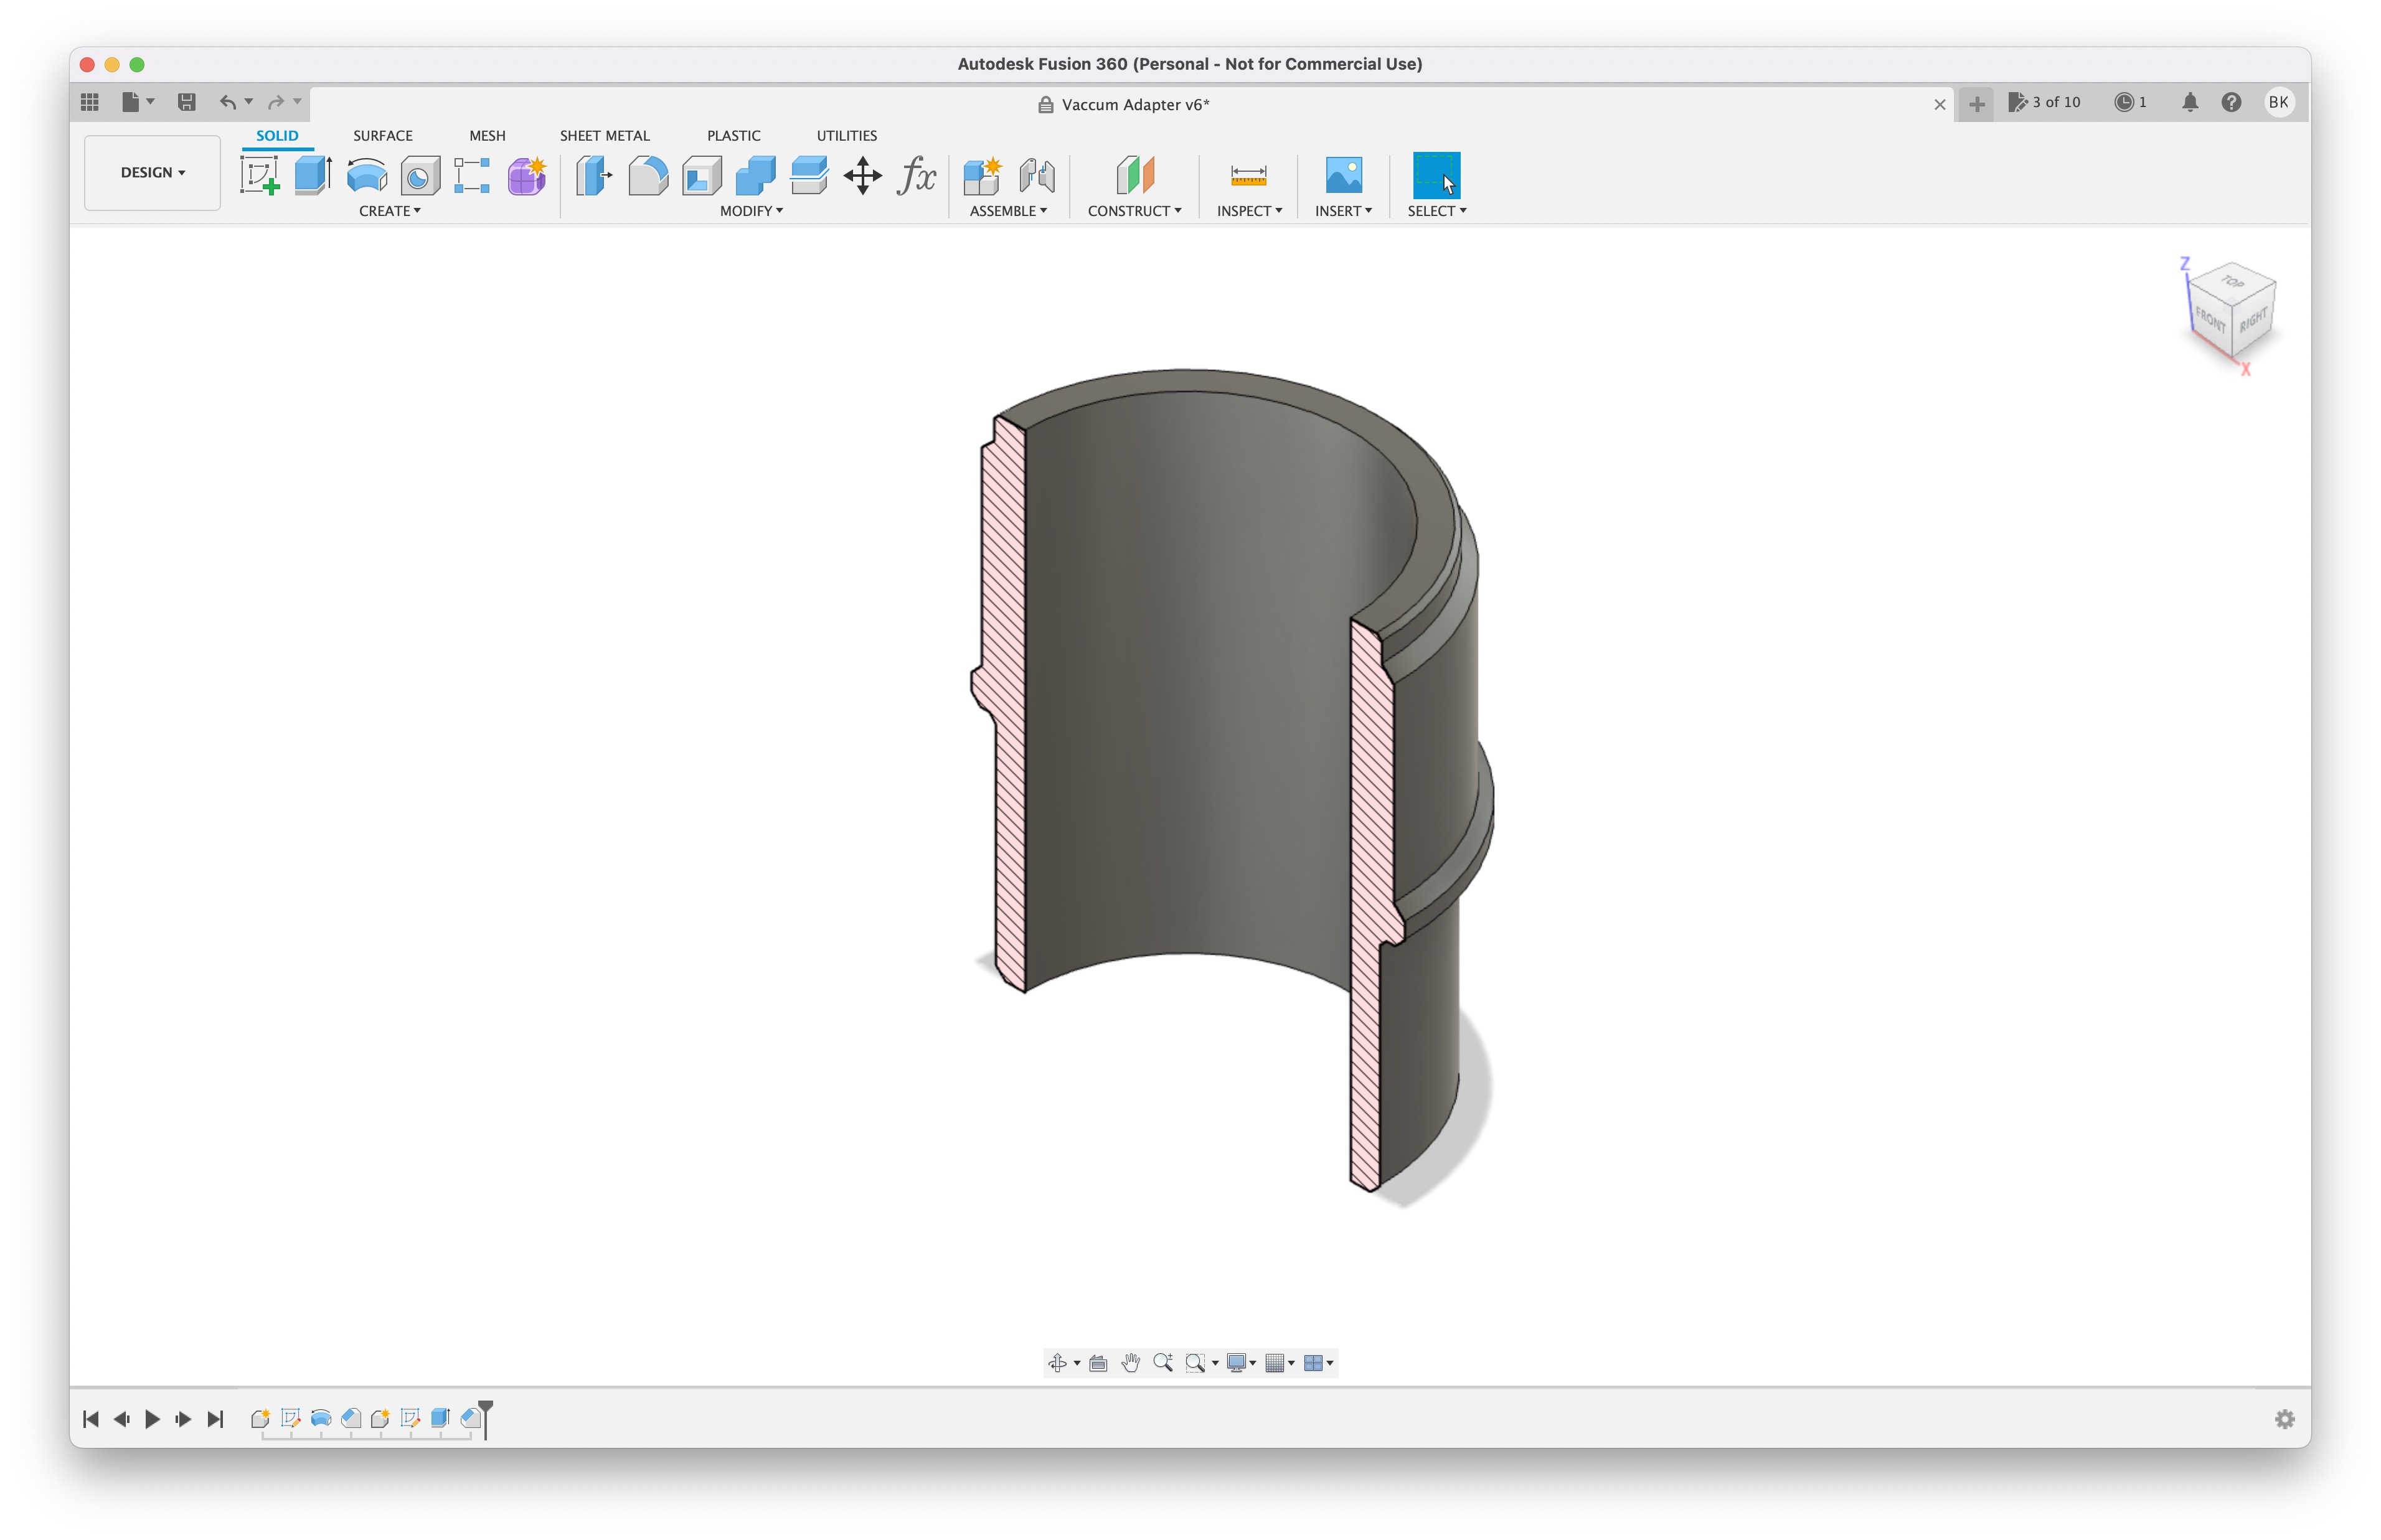 Autodesk Fusion 360 (Personal - Not for Commercial Use)
Vaccum Adapter v6*
3 of 10
1
BK
DESIGN
SOLID
SURFACE
MESH
SHEET METAL
PLASTIC
UTILITIES
fx
CREATE
MODIFY
ASSEMBLE
CONSTRUCT
INSPECT
INSERT
SELECT
Z
TOP
FRONT
RIGHT
X